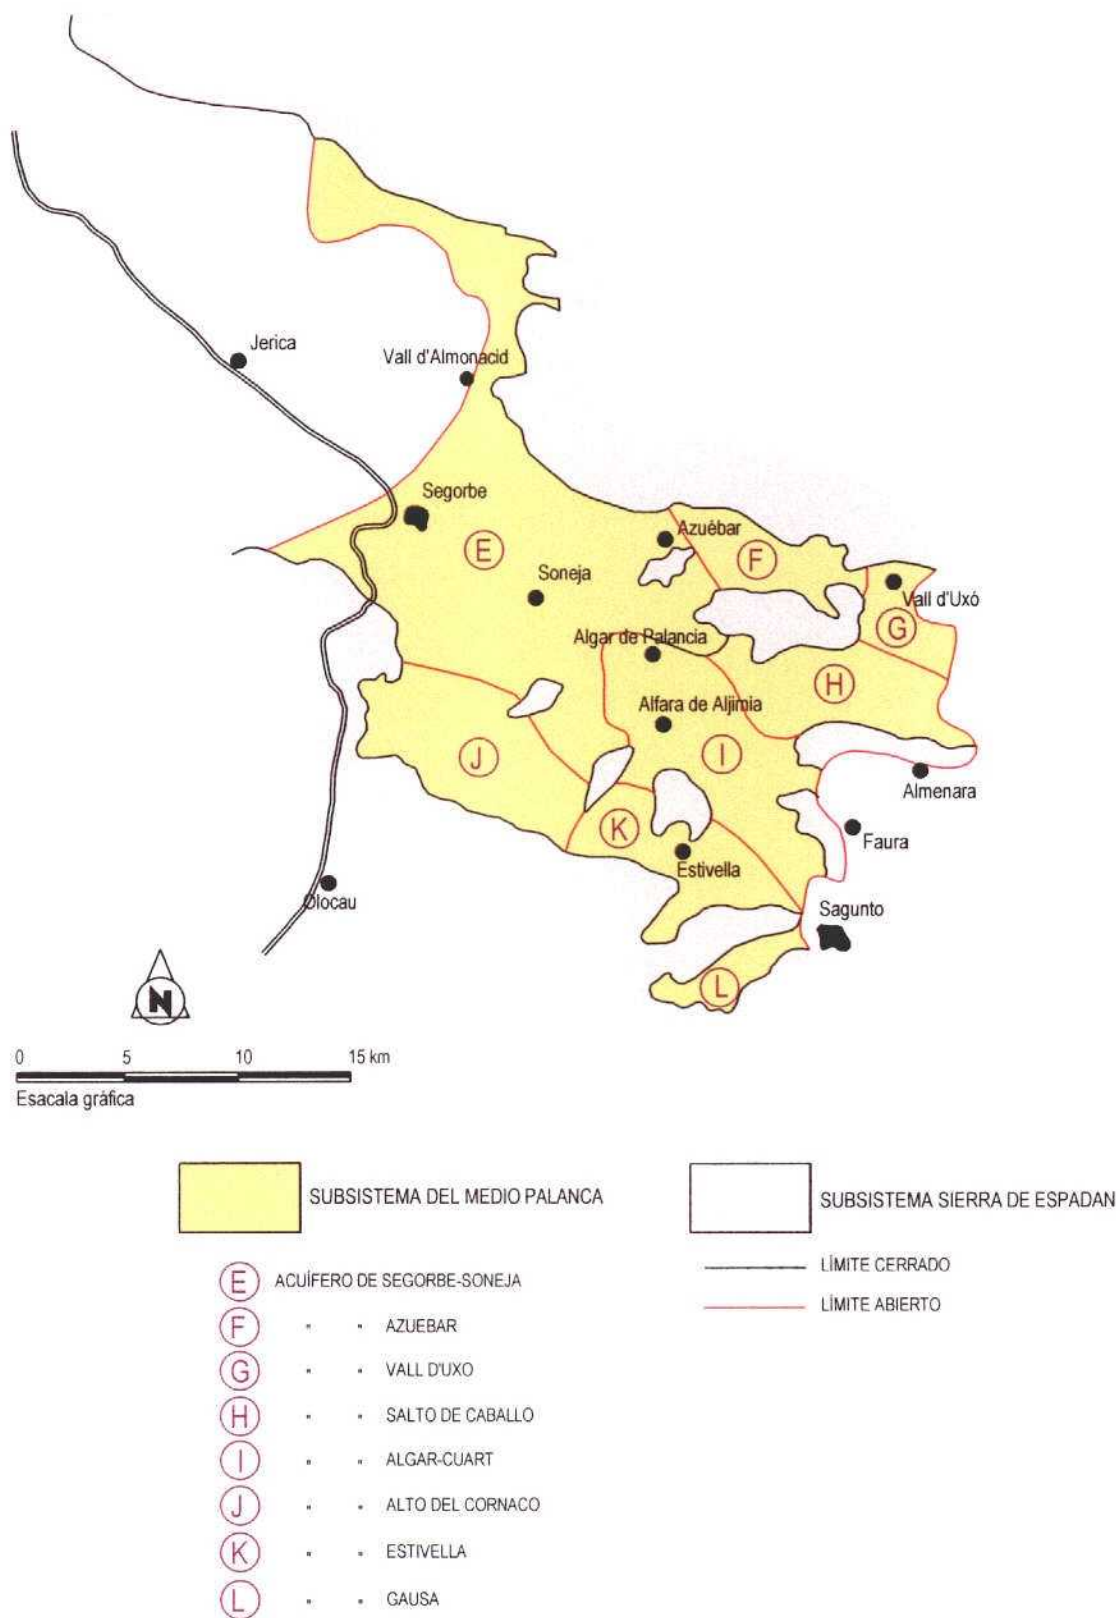 Jerica
Vall d'Almonacid
Segorbe
Azuébar
E
F
Soneja
Vall d'Uxó
G
Algar de Palancia
H
Alfara de Aljimia
J
I
Almenara
K
Faura
Estivella
Olocau
Sagunto
L
N
0 5 10 15 km
Esacala gráfica
SUBSISTEMA DEL MEDIO PALANCA
SUBSISTEMA SIERRA DE ESPADAN
LÍMITE CERRADO
LÍMITE ABIERTO
E ACUÍFERO DE SEGORBE-SONEJA
F " " AZUEBAR
G " " VALL D'UXO
H " " SALTO DE CABALLO
I " " ALGAR-CUART
J " " ALTO DEL CORNACO
K " " ESTIVELLA
L " " GAUSA